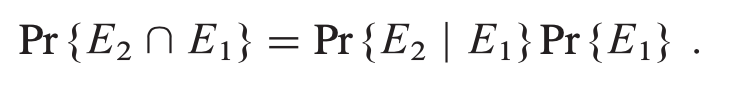 Pr{E₂ ∩ E₁} = Pr{E₂ | E₁} Pr{E₁} .